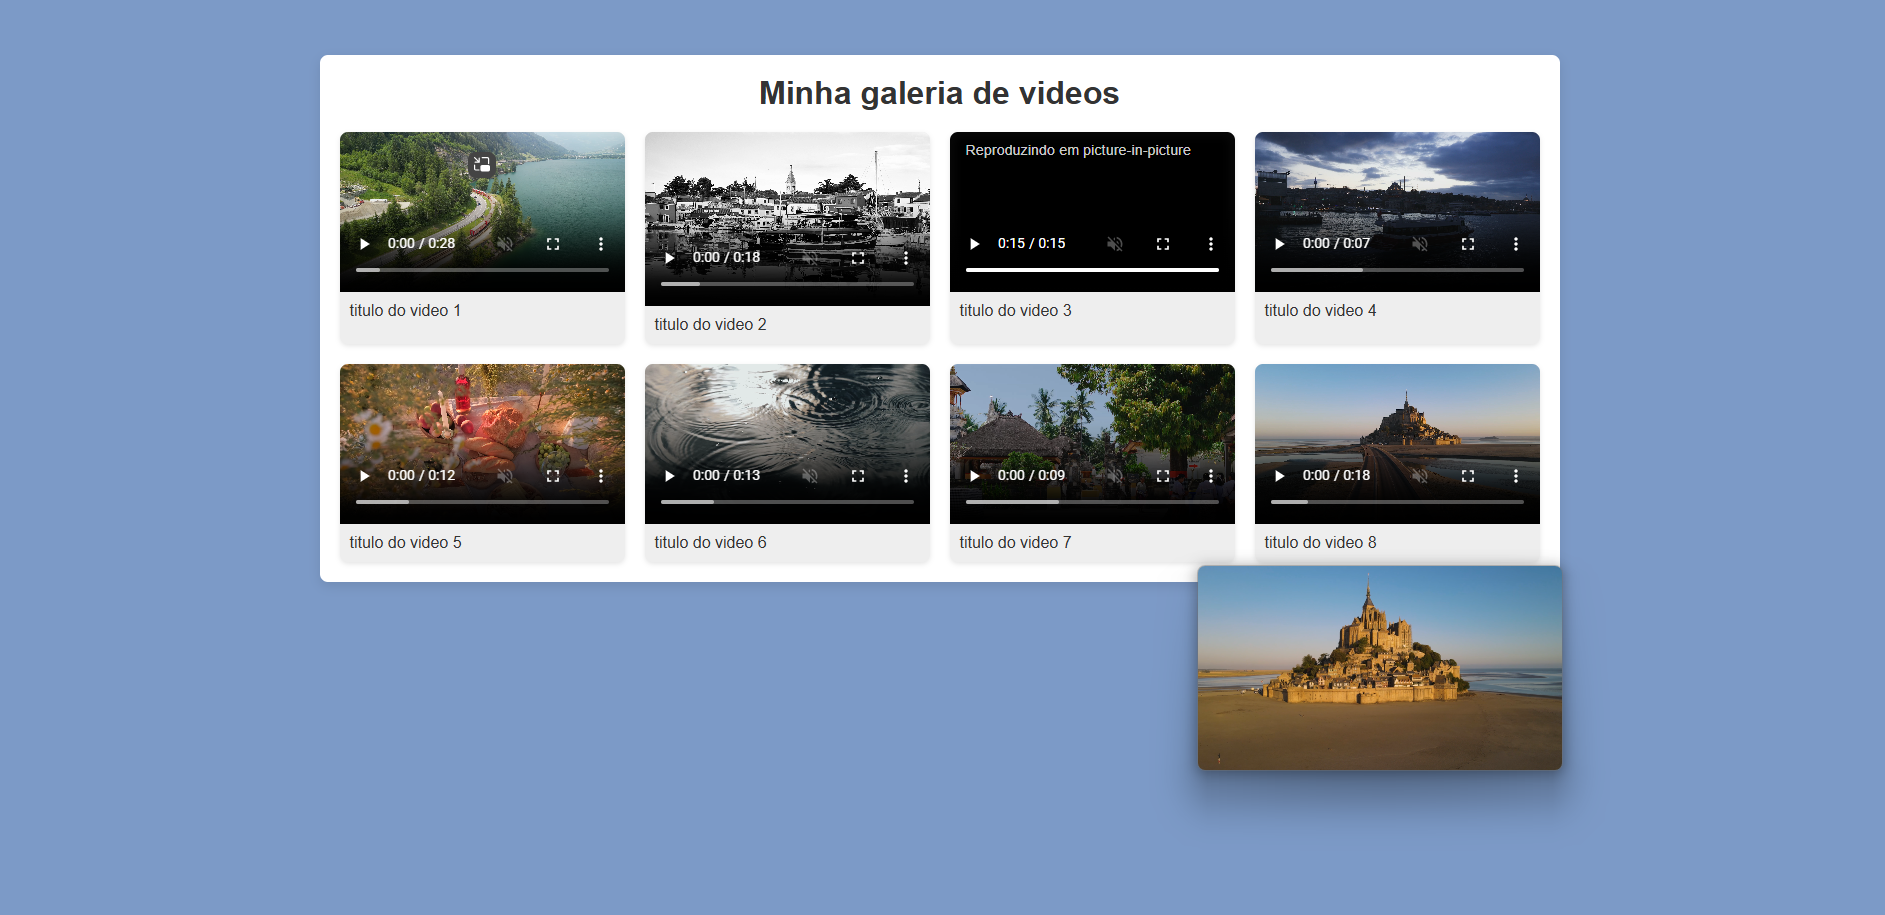 Minha galeria de videos
Reproduzindo em picture-in-picture
0:00 / 0:28
0:00 / 0:18
0:15 / 0:15
0:00 / 0:07
titulo do video 1
titulo do video 2
titulo do video 3
titulo do video 4
0:00 / 0:12
0:00 / 0:13
0:00 / 0:09
0:00 / 0:18
titulo do video 5
titulo do video 6
titulo do video 7
titulo do video 8